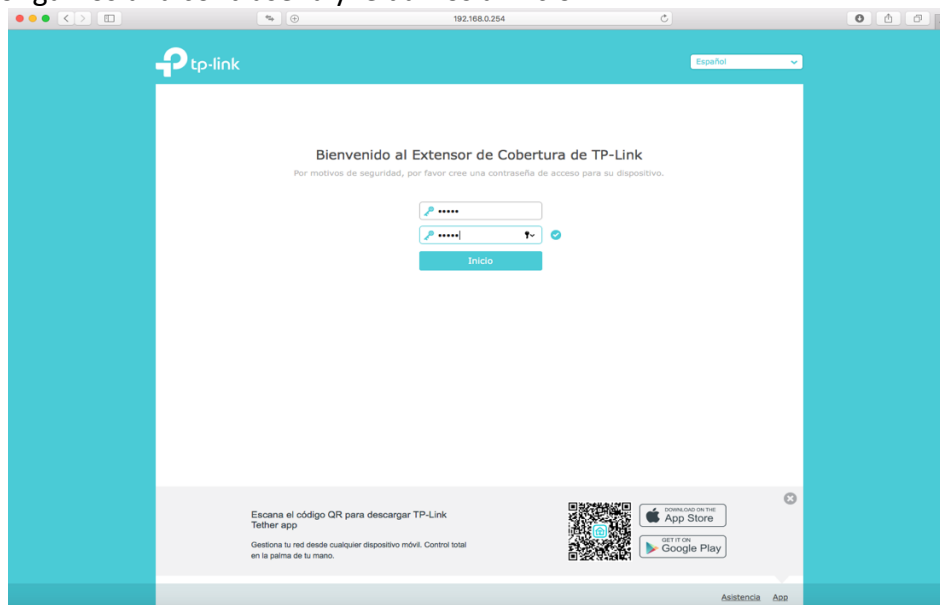 192.168.0.254
tp-link
Español
Bienvenido al Extensor de Cobertura de TP-Link
Por motivos de seguridad, por favor cree una contraseña de acceso para su dispositivo.
•••••
•••••
Inicio
Escana el código QR para descargar TP-Link
Tether app
Gestiona tu red desde cualquier dispositivo móvil. Control total
en la palma de tu mano.
DOWNLOAD ON THE
App Store
GET IT ON
Google Play
Asistencia App